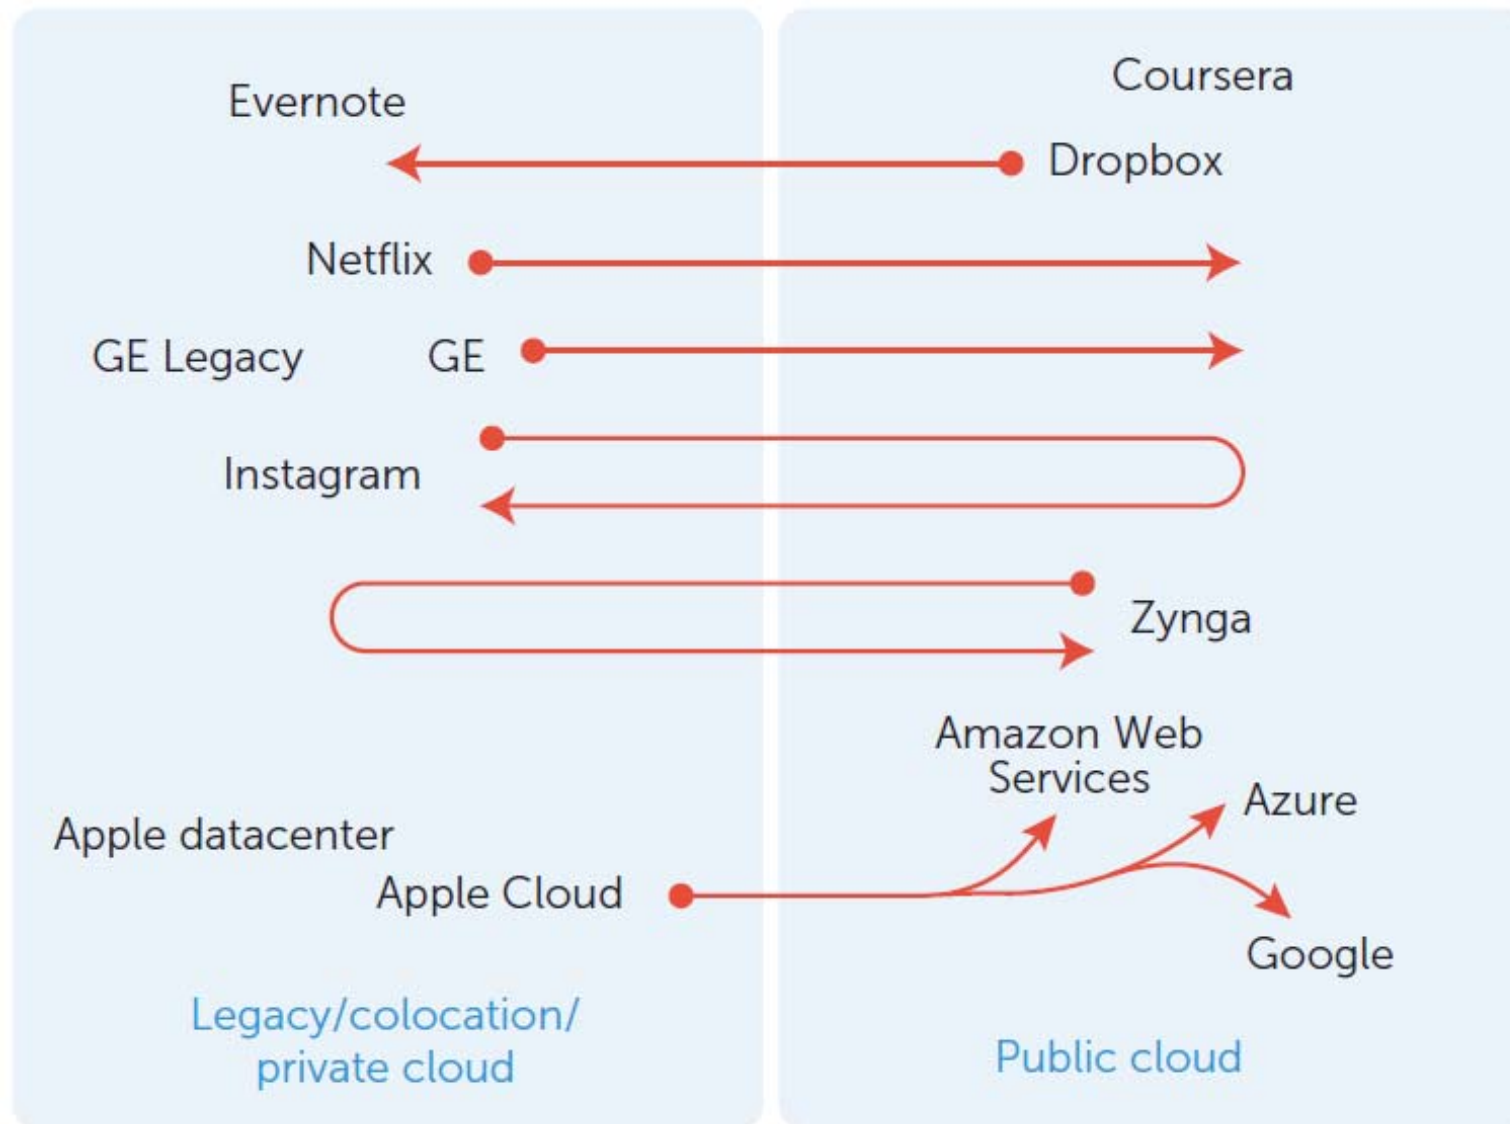 Evernote
Coursera
Dropbox
Netflix
GE Legacy
GE
Instagram
Zynga
Amazon Web
Services
Azure
Apple datacenter
Apple Cloud
Google
Legacy/colocation/
private cloud
Public cloud